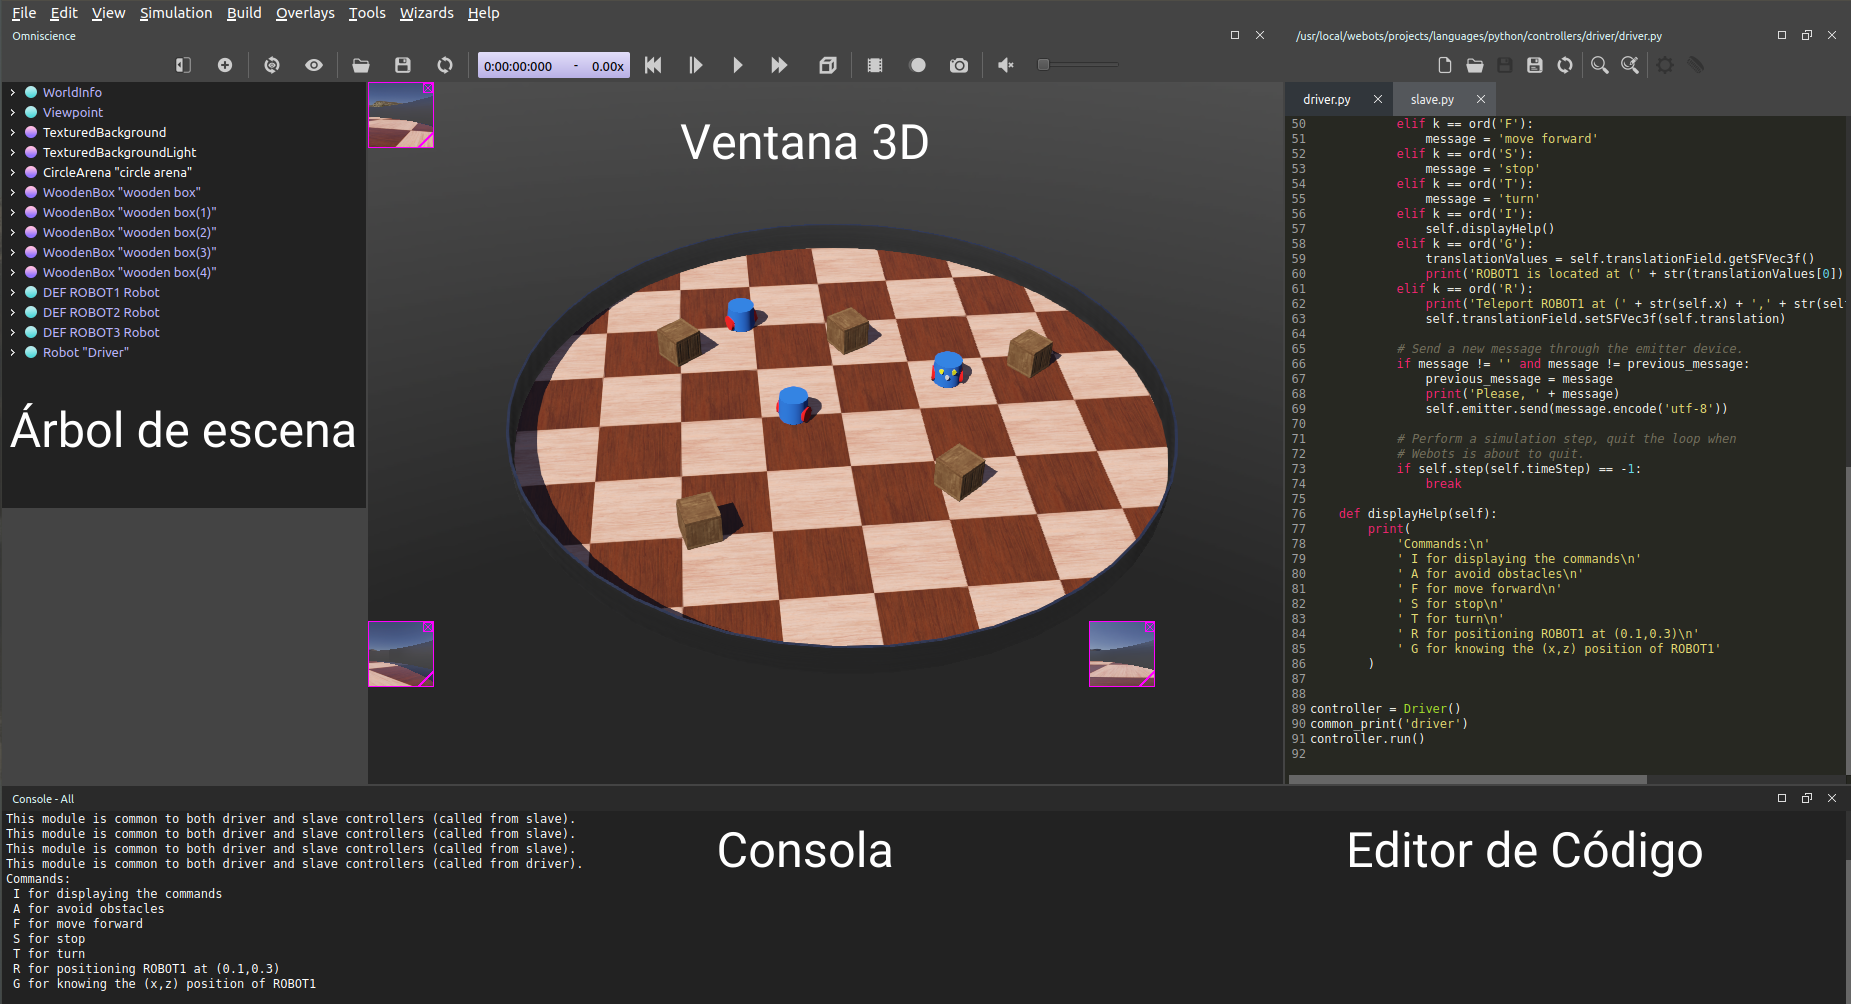 File Edit View Simulation Build Overlays Tools Wizards Help
Omniscience
0:00:00:000 - 0.00x
WorldInfo
Viewpoint
TexturedBackground
TexturedBackgroundLight
CircleArena "circle arena"
WoodenBox "wooden box"
WoodenBox "wooden box(1)"
WoodenBox "wooden box(2)"
WoodenBox "wooden box(3)"
WoodenBox "wooden box(4)"
DEF ROBOT1 Robot
DEF ROBOT2 Robot
DEF ROBOT3 Robot
Robot "Driver"
Árbol de escena
Ventana 3D
/usr/local/webots/projects/languages/python/controllers/driver/driver.py
driver.py slave.py
50 elif k == ord('F'):
51 message = 'move forward'
52 elif k == ord('S'):
53 message = 'stop'
54 elif k == ord('T'):
55 message = 'turn'
56 elif k == ord('I'):
57 self.displayHelp()
58 elif k == ord('G'):
59 translationValues = self.translationField.getSFVec3f()
60 print('ROBOT1 is located at (' + str(translationValues[0])
61 elif k == ord('R'):
62 print('Teleport ROBOT1 at (' + str(self.x) + ',' + str(sel
63 self.translationField.setSFVec3f(self.translation)
64
65 # Send a new message through the emitter device.
66 if message != '' and message != previous_message:
67 previous_message = message
68 print('Please, ' + message)
69 self.emitter.send(message.encode('utf-8'))
70
71 # Perform a simulation step, quit the loop when
72 # Webots is about to quit.
73 if self.step(self.timeStep) == -1:
74 break
75
76 def displayHelp(self):
77 print(
78 'Commands:\n'
79 ' I for displaying the commands\n'
80 ' A for avoid obstacles\n'
81 ' F for move forward\n'
82 ' S for stop\n'
83 ' T for turn\n'
84 ' R for positioning ROBOT1 at (0.1,0.3)\n'
85 ' G for knowing the (x,z) position of ROBOT1'
86 )
87
88
89 controller = Driver()
90 common_print('driver')
91 controller.run()
92
Console - All
This module is common to both driver and slave controllers (called from slave).
This module is common to both driver and slave controllers (called from slave).
This module is common to both driver and slave controllers (called from slave).
This module is common to both driver and slave controllers (called from driver).
Commands:
I for displaying the commands
A for avoid obstacles
F for move forward
S for stop
T for turn
R for positioning ROBOT1 at (0.1,0.3)
G for knowing the (x,z) position of ROBOT1
Consola
Editor de Código